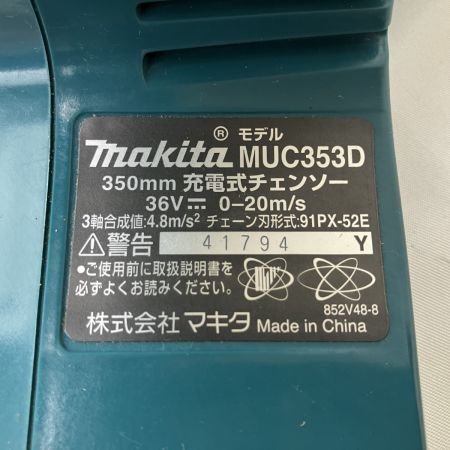 ® モデル
makita MUC353D
350mm 充電式チェンソー
36V⎓ 0-20m/s
3軸合成値:4.8m/s² チェーン刃形式:91PX-52E
⚠警告 41794 Y
●ご使用前に取扱説明書を
必ずよくお読みください。
852V48-8
株式会社マキタ Made in China